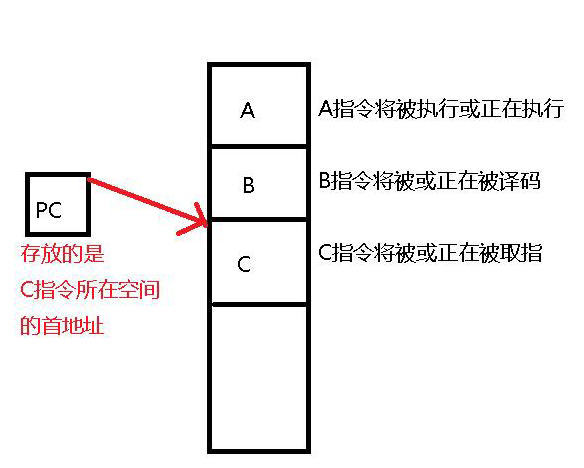 A
A指令将被执行或正在执行
B
B指令将被或正在被译码
PC
C
C指令将被或正在被取指
存放的是
C指令所在空间
的首地址